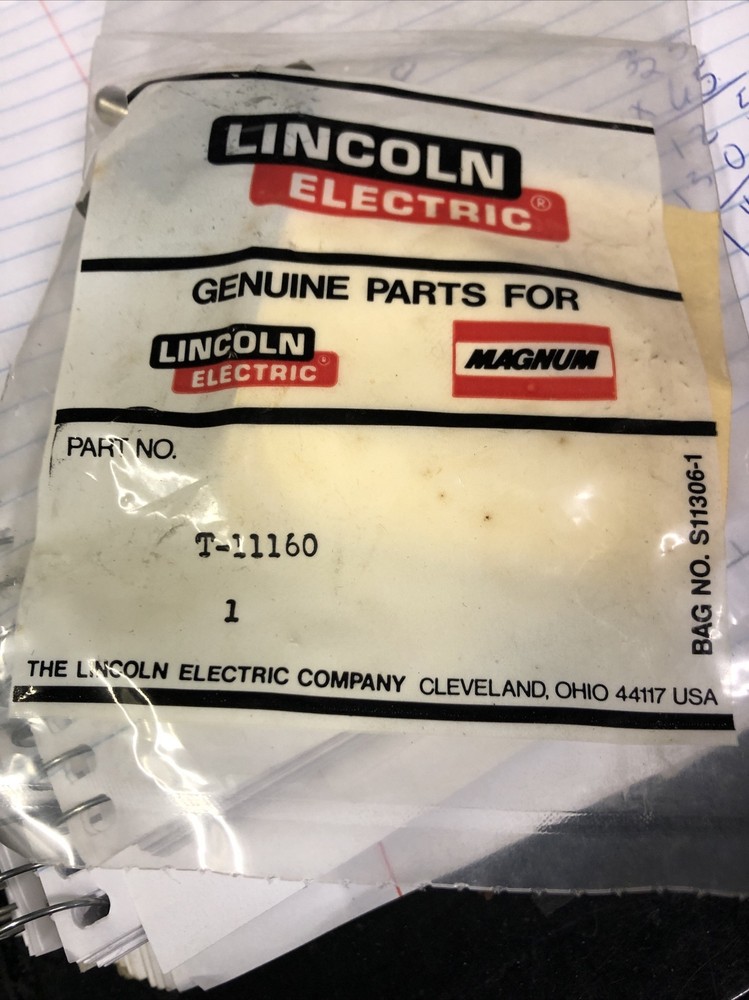 LINCOLN
ELECTRIC®
GENUINE PARTS FOR
LINCOLN
ELECTRIC®
MAGNUM
PART NO.
T-11160
1
BAG NO. S11306-1
THE LINCOLN ELECTRIC COMPANY CLEVELAND, OHIO 44117 USA